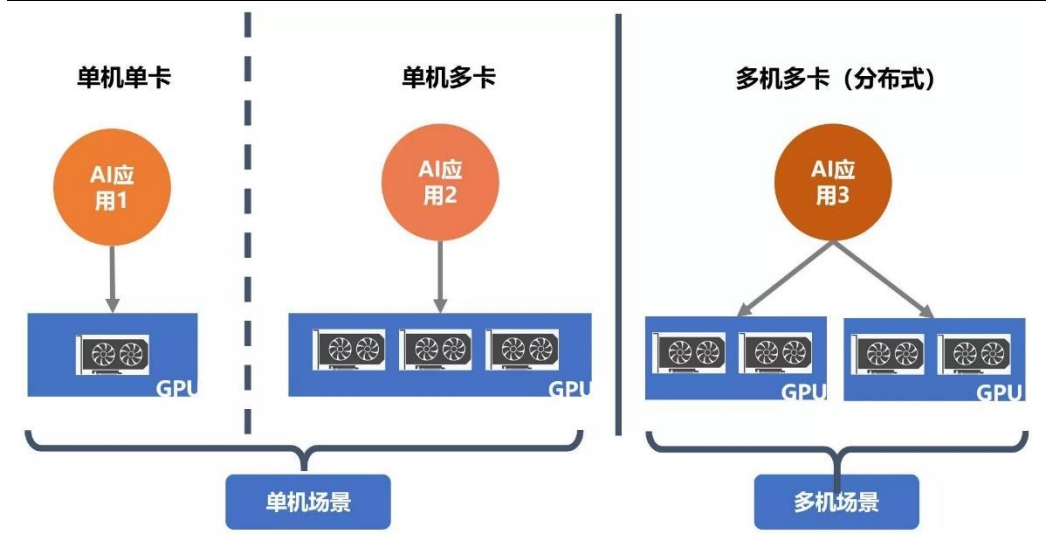 单机单卡
单机多卡
多机多卡（分布式）
AI应
用1
AI应
用2
AI应
用3
GPU
GPU
GPU
GPU
单机场景
多机场景